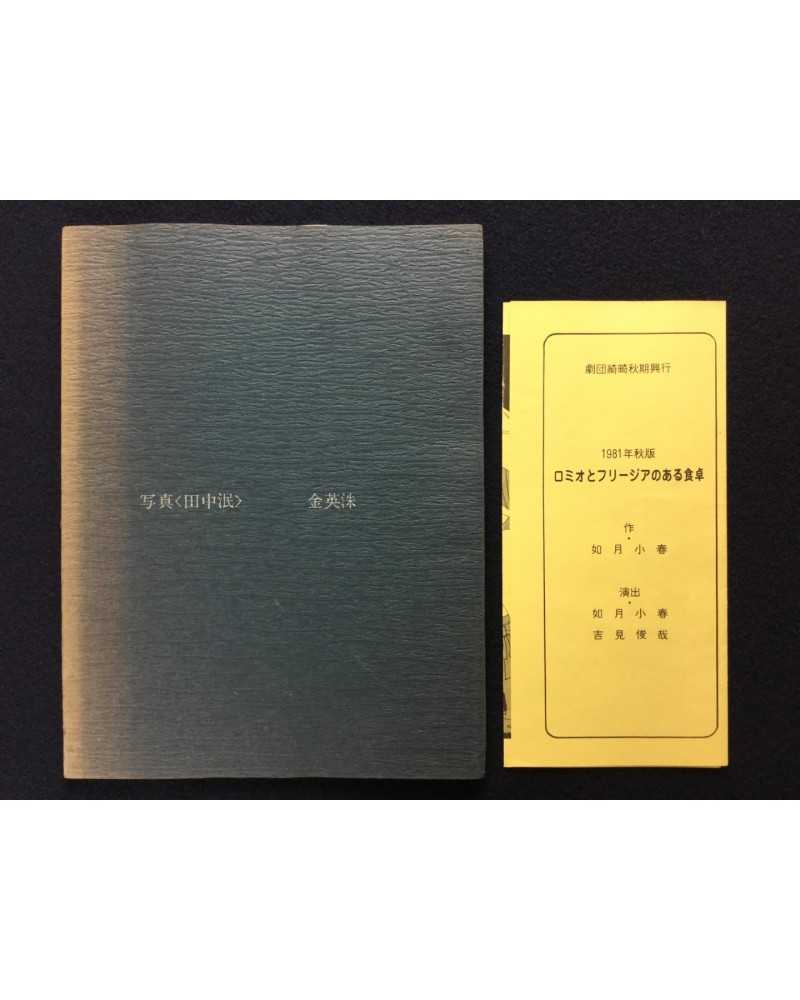 写真〈田中泯〉　金英洙
劇団綺畸秋期興行
1981年秋版
ロミオとフリージアのある食卓
作
・
如月小春
演出
・
如月小春
吉見俊哉